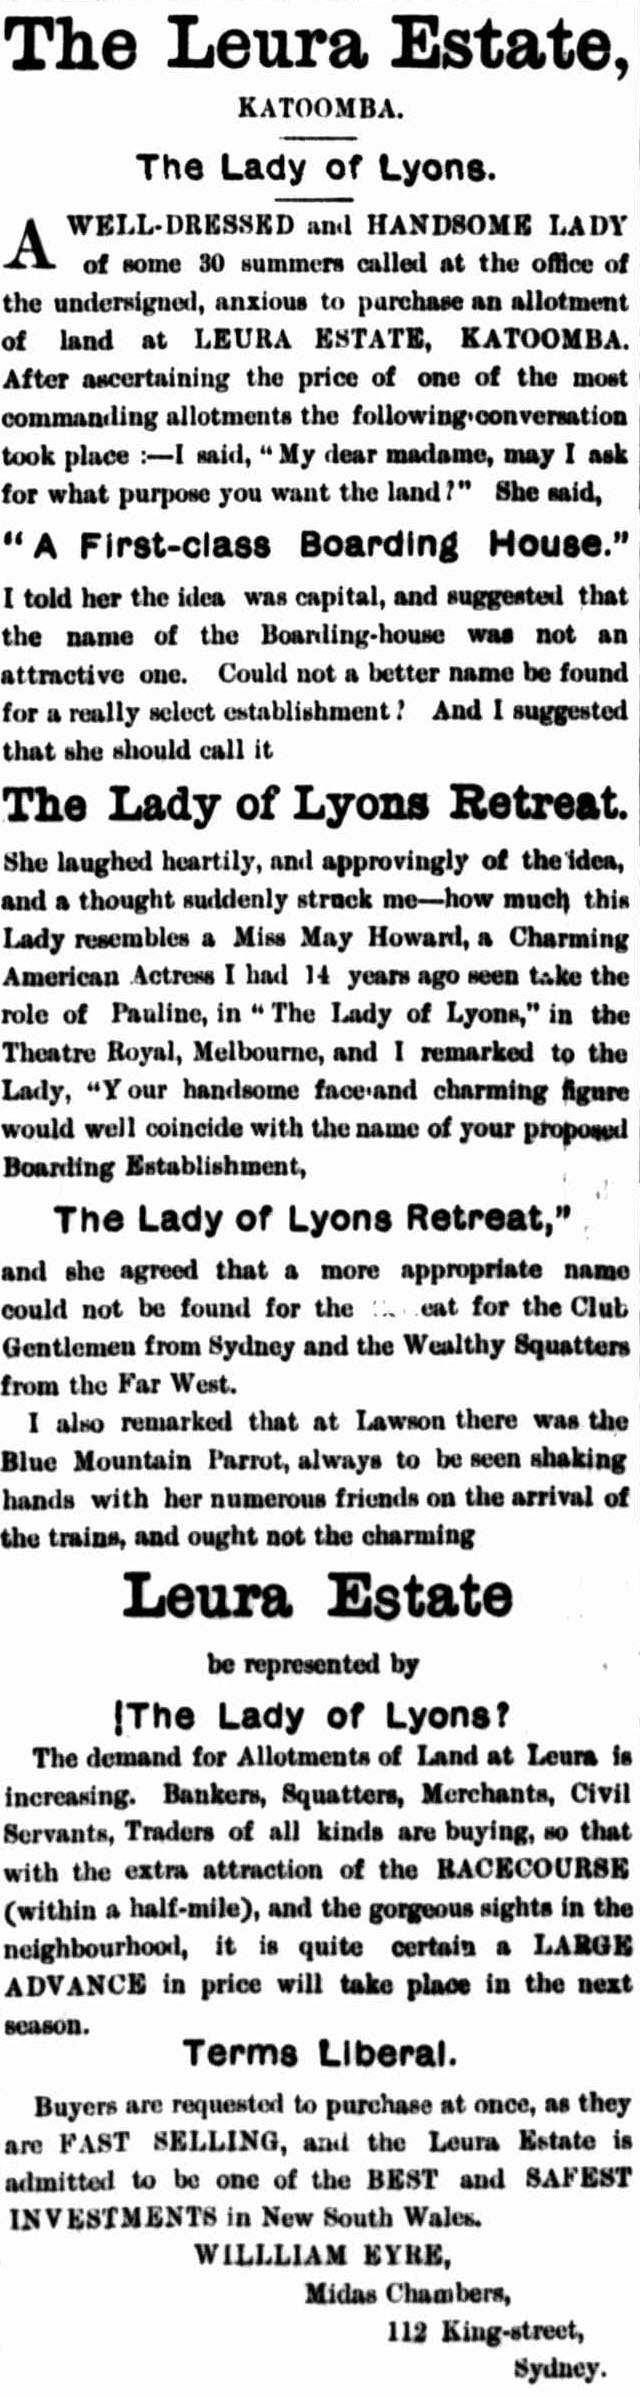 The Leura Estate,
KATOOMBA.
The Lady of Lyons.
A WELL-DRESSED and HANDSOME LADY
of some 30 summers called at the office of
the undersigned, anxious to purchase an allotment
of land at LEURA ESTATE, KATOOMBA.
After ascertaining the price of one of the most
commanding allotments the following conversation
took place :—I said, "My dear madame, may I ask
for what purpose you want the land?" She said,
"A First-class Boarding House."
I told her the idea was capital, and suggested that
the name of the Boarding-house was not an
attractive one. Could not a better name be found
for a really select establishment? And I suggested
that she should call it
The Lady of Lyons Retreat.
She laughed heartily, and approvingly of the idea,
and a thought suddenly struck me—how much this
Lady resembles a Miss May Howard, a Charming
American Actress I had 14 years ago seen take the
role of Pauline, in "The Lady of Lyons," in the
Theatre Royal, Melbourne, and I remarked to the
Lady, "Your handsome face and charming figure
would well coincide with the name of your proposed
Boarding Establishment,
The Lady of Lyons Retreat,"
and she agreed that a more appropriate name
could not be found for the eat for the Club
Gentlemen from Sydney and the Wealthy Squatters
from the Far West.
I also remarked that at Lawson there was the
Blue Mountain Parrot, always to be seen shaking
hands with her numerous friends on the arrival of
the trains, and ought not the charming
Leura Estate
be represented by
The Lady of Lyons?
The demand for Allotments of Land at Leura is
increasing. Bankers, Squatters, Merchants, Civil
Servants, Traders of all kinds are buying, so that
with the extra attraction of the RACECOURSE
(within a half-mile), and the gorgeous sights in the
neighbourhood, it is quite certain a LARGE
ADVANCE in price will take place in the next
season.
Terms Liberal.
Buyers are requested to purchase at once, as they
are FAST SELLING, and the Leura Estate is
admitted to be one of the BEST and SAFEST
INVESTMENTS in New South Wales.
WILLLIAM EYRE,
Midas Chambers,
112 King-street,
Sydney.